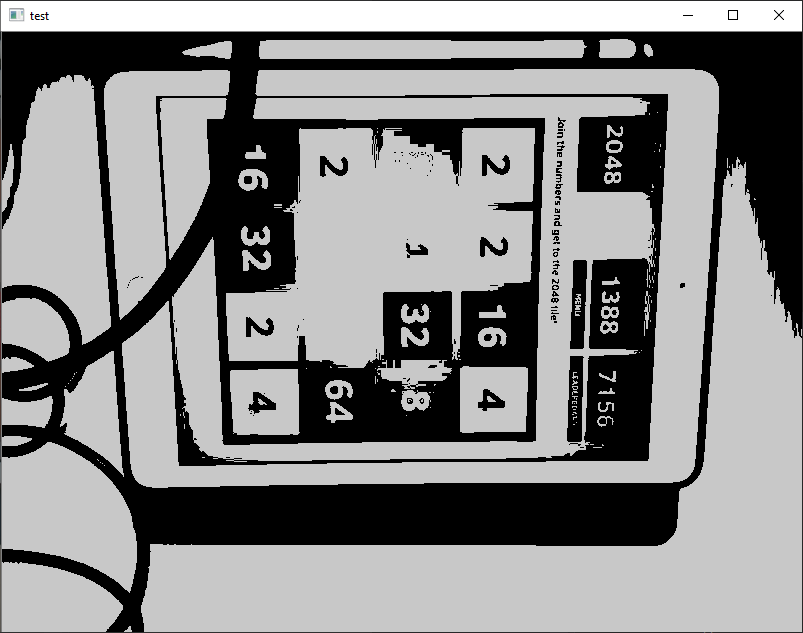 test
2048 1388 7156
MENU LEADERBOARD
Join the numbers and get to the 2048 tile!
2 2 16 4
32 8
2 64
16 32 2 4